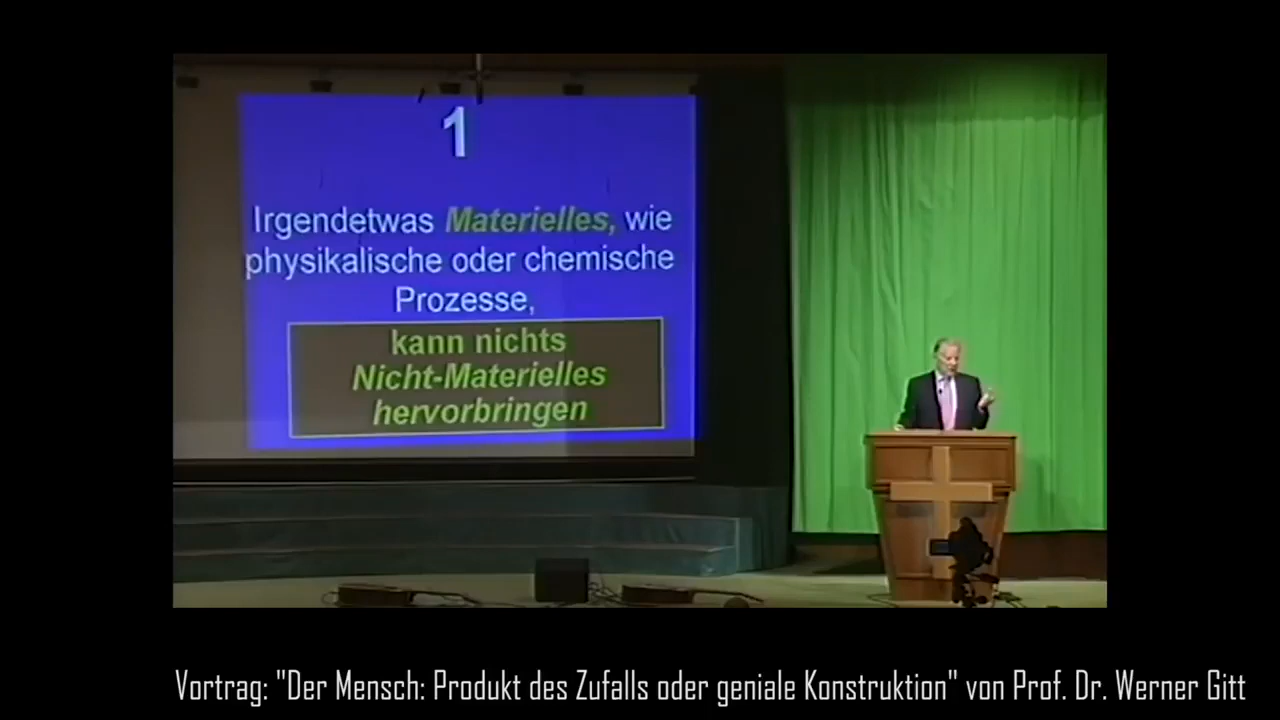 1
Irgendetwas Materielles, wie
physikalische oder chemische
Prozesse,
kann nichts
Nicht-Materielles
hervorbringen
Vortrag: "Der Mensch: Produkt des Zufalls oder geniale Konstruktion" von Prof. Dr. Werner Gitt